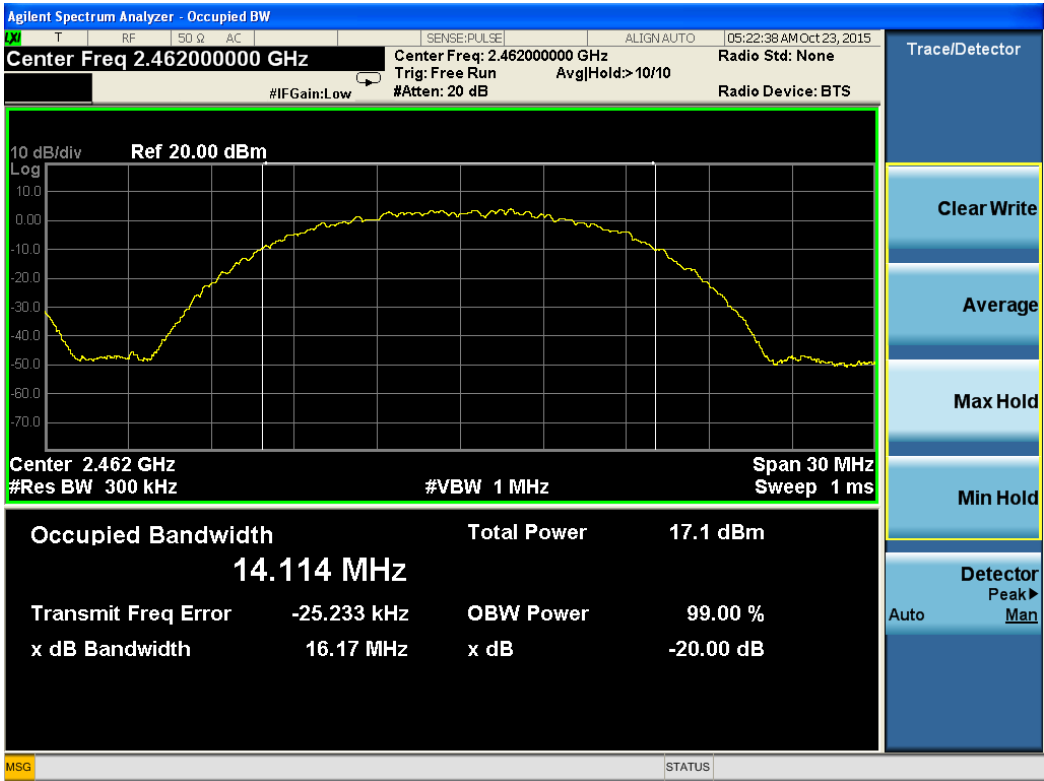 Agilent Spectrum Analyzer - Occupied BW
LXI T RF 50 Ω AC SENSE:PULSE ALIGN AUTO 05:22:38 AM Oct 23, 2015
Center Freq 2.462000000 GHz
Center Freq: 2.462000000 GHz
Radio Std: None
Trig: Free Run Avg|Hold:>10/10
#IFGain:Low
#Atten: 20 dB
Radio Device: BTS
10 dB/div Ref 20.00 dBm
Log
10.0
0.00
-10.0
-20.0
-30.0
-40.0
-50.0
-60.0
-70.0
Center 2.462 GHz Span 30 MHz
#Res BW 300 kHz #VBW 1 MHz Sweep 1 ms
Occupied Bandwidth Total Power 17.1 dBm
14.114 MHz
Transmit Freq Error -25.233 kHz OBW Power 99.00 %
x dB Bandwidth 16.17 MHz x dB -20.00 dB
Trace/Detector
Clear Write
Average
Max Hold
Min Hold
Detector
Peak▶
Auto Man
MSG STATUS